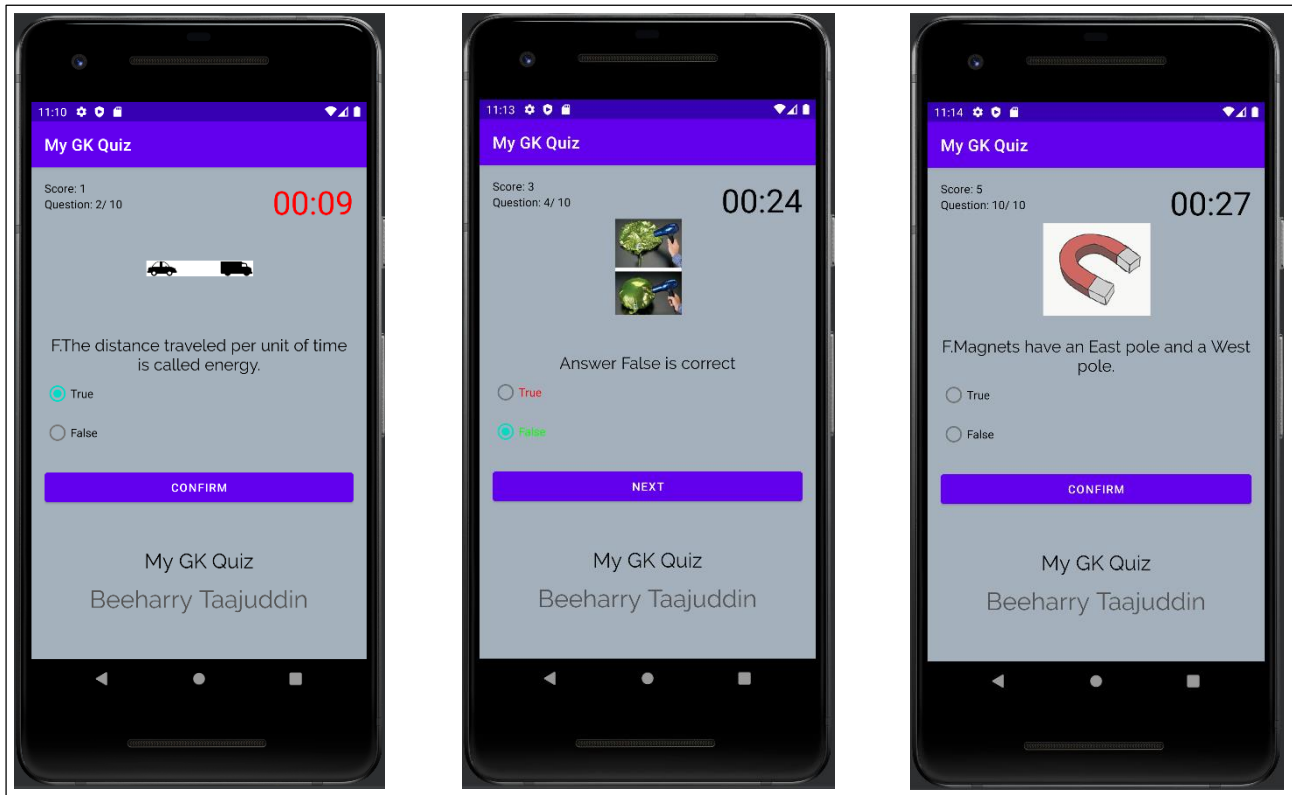 11:10
My GK Quiz
Score: 1
Question: 2/ 10
00:09
F.The distance traveled per unit of time
is called energy.
True
False
CONFIRM
My GK Quiz
Beeharry Taajuddin
11:13
My GK Quiz
Score: 3
Question: 4/ 10
00:24
Answer False is correct
True
False
NEXT
My GK Quiz
Beeharry Taajuddin
11:14
My GK Quiz
Score: 5
Question: 10/ 10
00:27
F.Magnets have an East pole and a West
pole.
True
False
CONFIRM
My GK Quiz
Beeharry Taajuddin